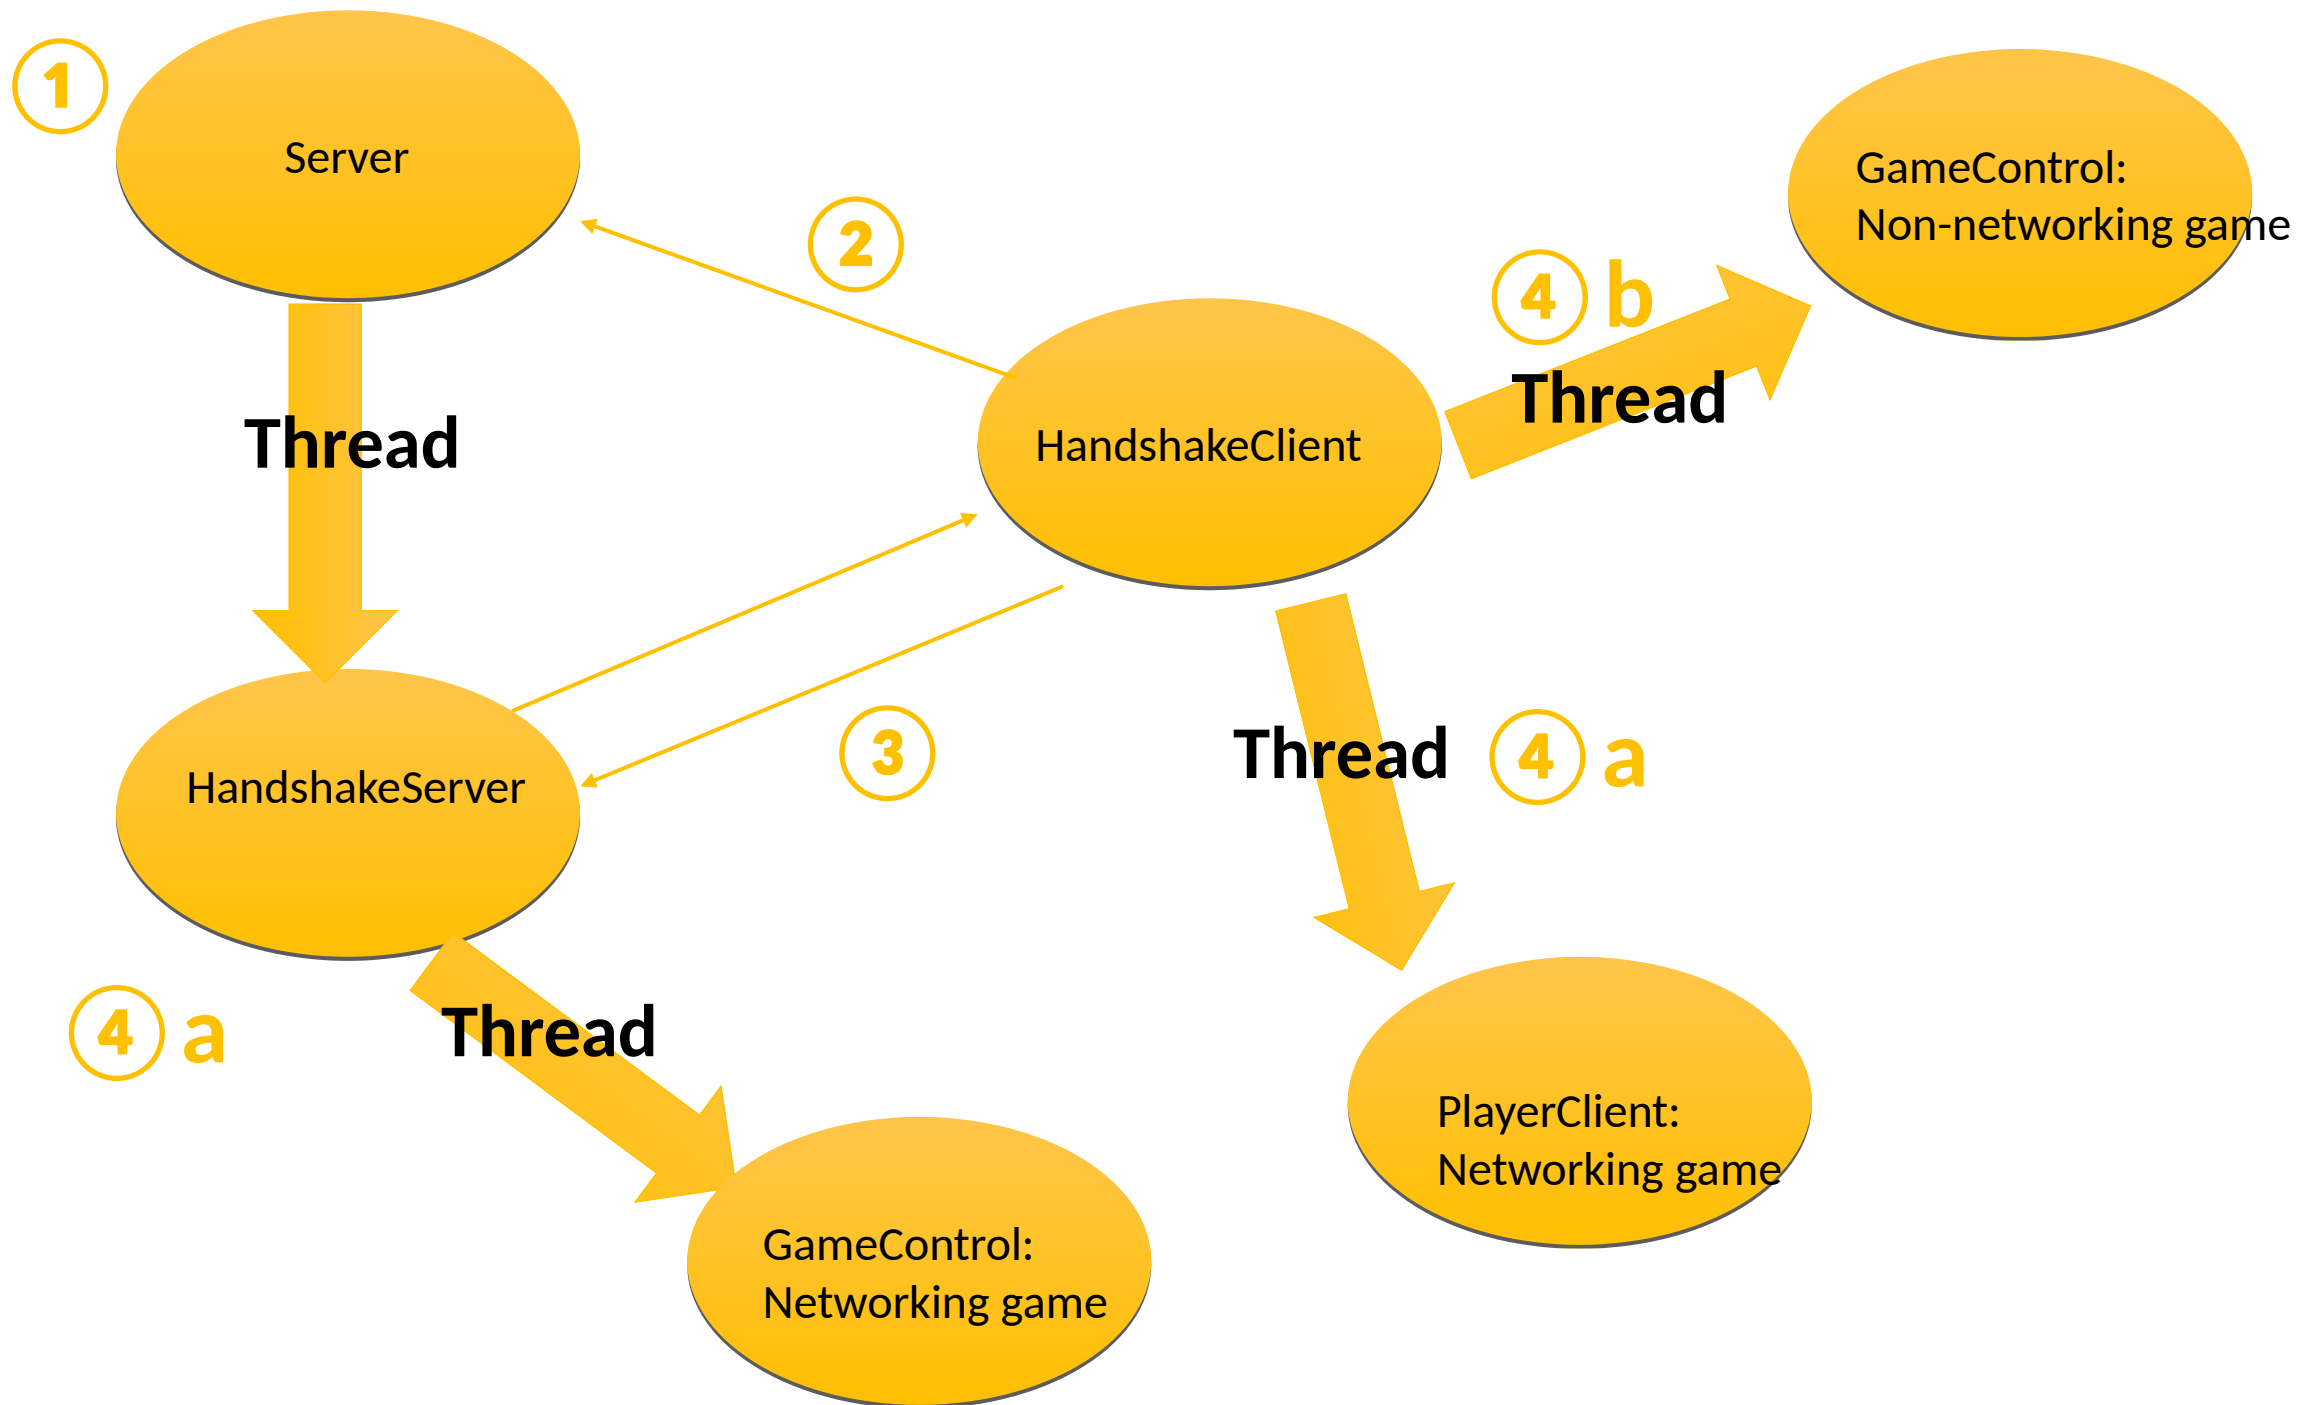 1
Server
GameControl:
Non-networking game
2
4 b
Thread
Thread
HandshakeClient
3
Thread
4 a
HandshakeServer
4 a
Thread
PlayerClient:
Networking game
GameControl:
Networking game